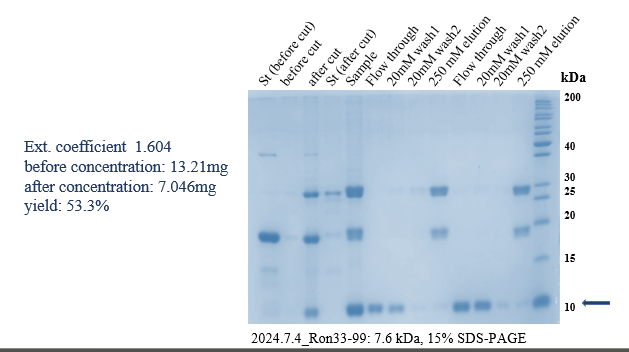 St (before cut)
before cut
after cut
St (after cut)
Sample
Flow through
20mM wash1
20mM wash2
250 mM elution
Flow through
20mM wash1
20mM wash2
250 mM elution
kDa
200
40
30
25
20
15
10
Ext. coefficient 1.604
before concentration: 13.21mg
after concentration: 7.046mg
yield: 53.3%
2024.7.4_Ron33-99: 7.6 kDa, 15% SDS-PAGE